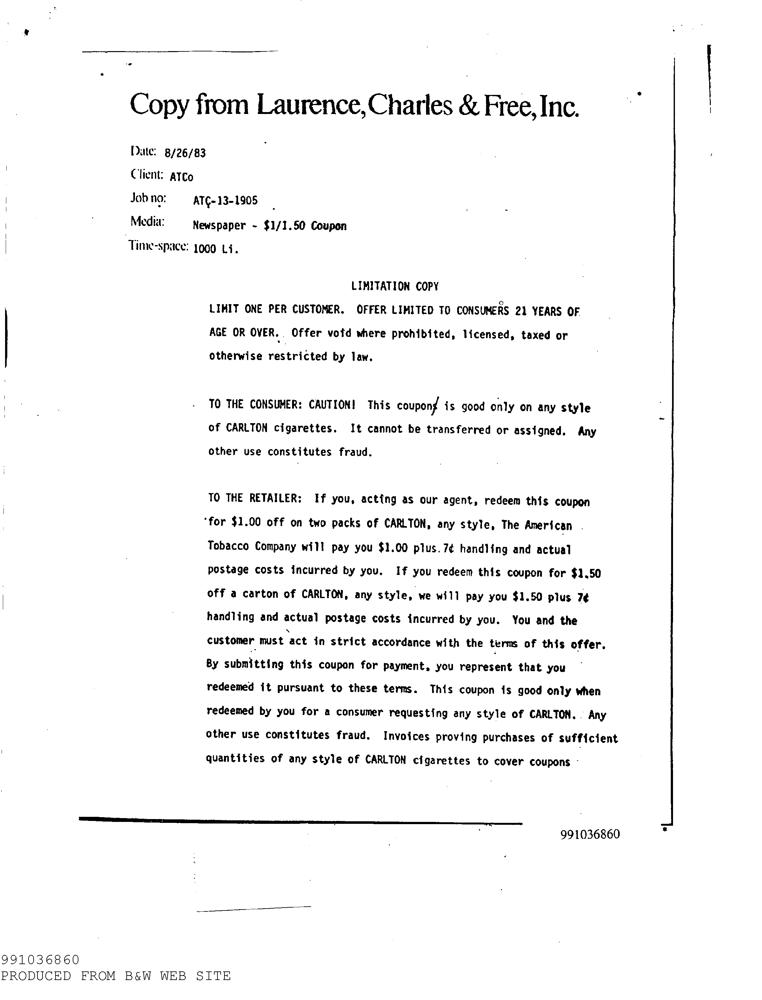 Copy from Laurence, Charles & Free, Inc.
Date: 8/26/83
Client: ATCo
Job no: ATC-13-1905
Media: Newspaper - $1/1.50 Coupon
Time-space: 1000 Li.
LIMITATION COPY
LIMIT ONE PER CUSTOMER. OFFER LIMITED TO CONSUMERS 21 YEARS OF
AGE OR OVER. Offer void where prohibited, licensed, taxed or
otherwise restricted by law.
TO THE CONSUMER: CAUTION! This coupon is good only on any style
of CARLTON cigarettes. It cannot be transferred or assigned. Any
other use constitutes fraud.
TO THE RETAILER: If you, acting as our agent, redeem this coupon
for $1.00 off on two packs of CARLTON, any style, The American
Tobacco Company will pay you $1.00 plus 7¢ handling and actual
postage costs incurred by you. If you redeem this coupon for $1.50
off a carton of CARLTON, any style, we will pay you $1.50 plus 7¢
handling and actual postage costs incurred by you. You and the
customer must act in strict accordance with the terms of this offer.
By submitting this coupon for payment, you represent that you
redeemed it pursuant to these terms. This coupon is good only when
redeemed by you for a consumer requesting any style of CARLTON. Any
other use constitutes fraud. Invoices proving purchases of sufficient
quantities of any style of CARLTON cigarettes to cover coupons
991036860
991036860
PRODUCED FROM B&W WEB SITE